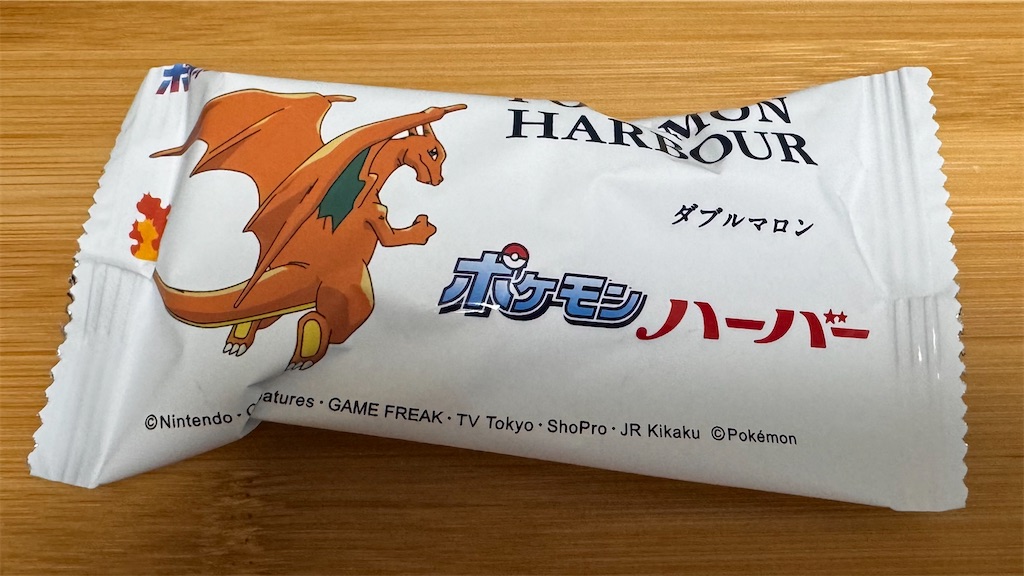 HARBOUR
ダブルマロン
ポケモン
ハーバー
©Nintendo・Creatures・GAME FREAK・TV Tokyo・ShoPro・JR Kikaku ©Pokémon